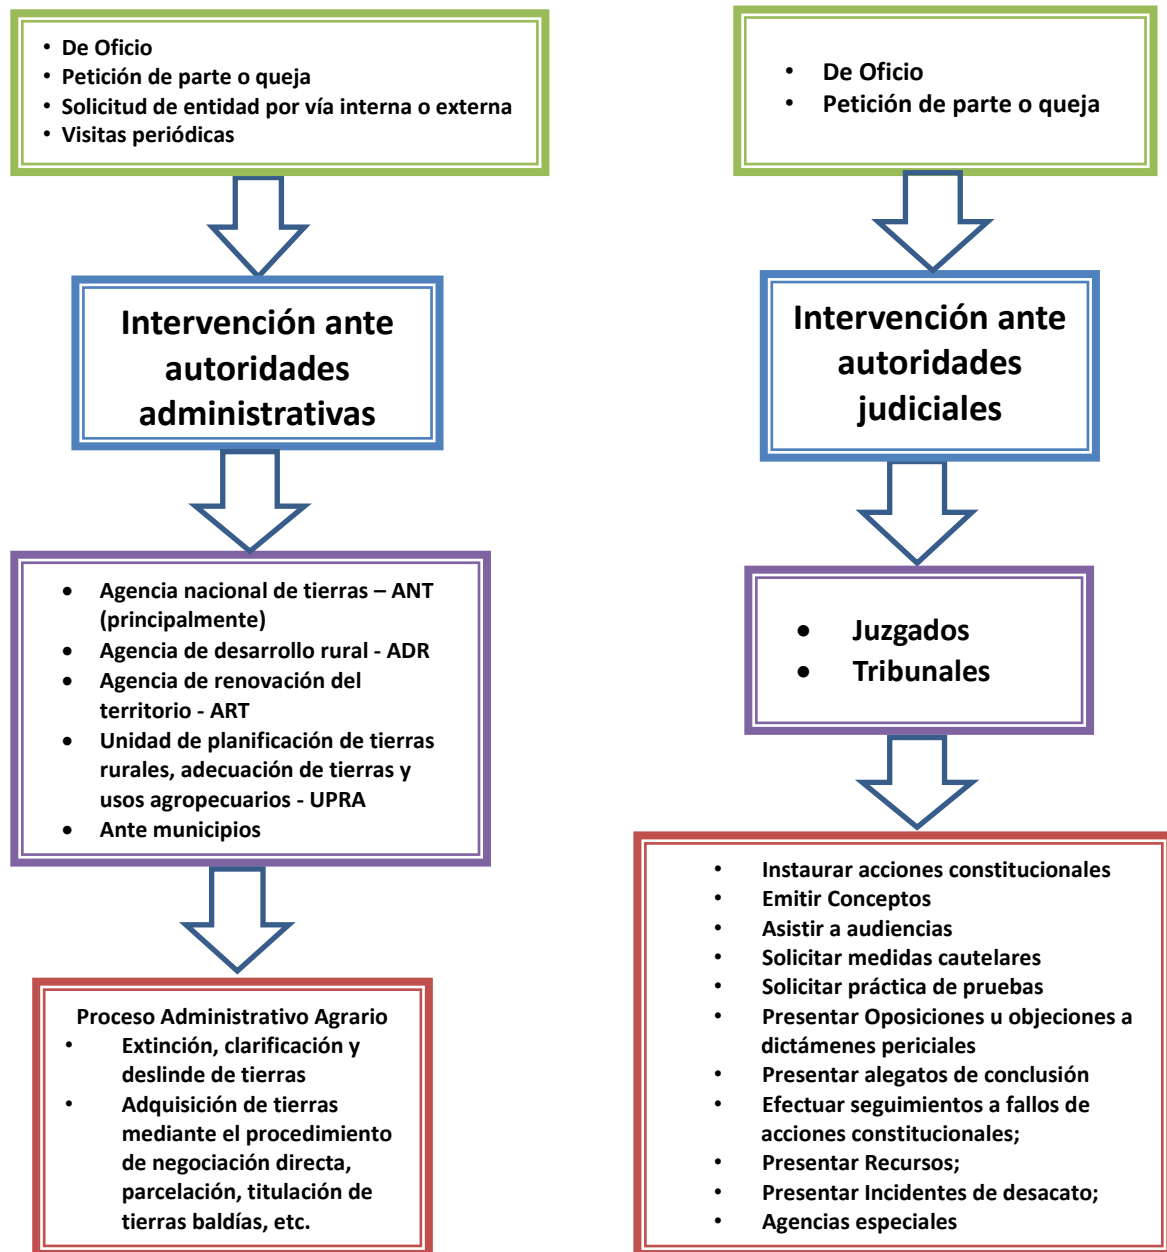 • De Oficio
• Petición de parte o queja
• Solicitud de entidad por vía interna o externa
• Visitas periódicas
Intervención ante
autoridades
administrativas
• Agencia nacional de tierras – ANT
(principalmente)
• Agencia de desarrollo rural - ADR
• Agencia de renovación del
territorio - ART
• Unidad de planificación de tierras
rurales, adecuación de tierras y
usos agropecuarios - UPRA
• Ante municipios
Proceso Administrativo Agrario
• Extinción, clarificación y
deslinde de tierras
• Adquisición de tierras
mediante el procedimiento
de negociación directa,
parcelación, titulación de
tierras baldías, etc.
• De Oficio
• Petición de parte o queja
Intervención ante
autoridades
judiciales
• Juzgados
• Tribunales
• Instaurar acciones constitucionales
• Emitir Conceptos
• Asistir a audiencias
• Solicitar medidas cautelares
• Solicitar práctica de pruebas
• Presentar Oposiciones u objeciones a
dictámenes periciales
• Presentar alegatos de conclusión
• Efectuar seguimientos a fallos de
acciones constitucionales;
• Presentar Recursos;
• Presentar Incidentes de desacato;
• Agencias especiales